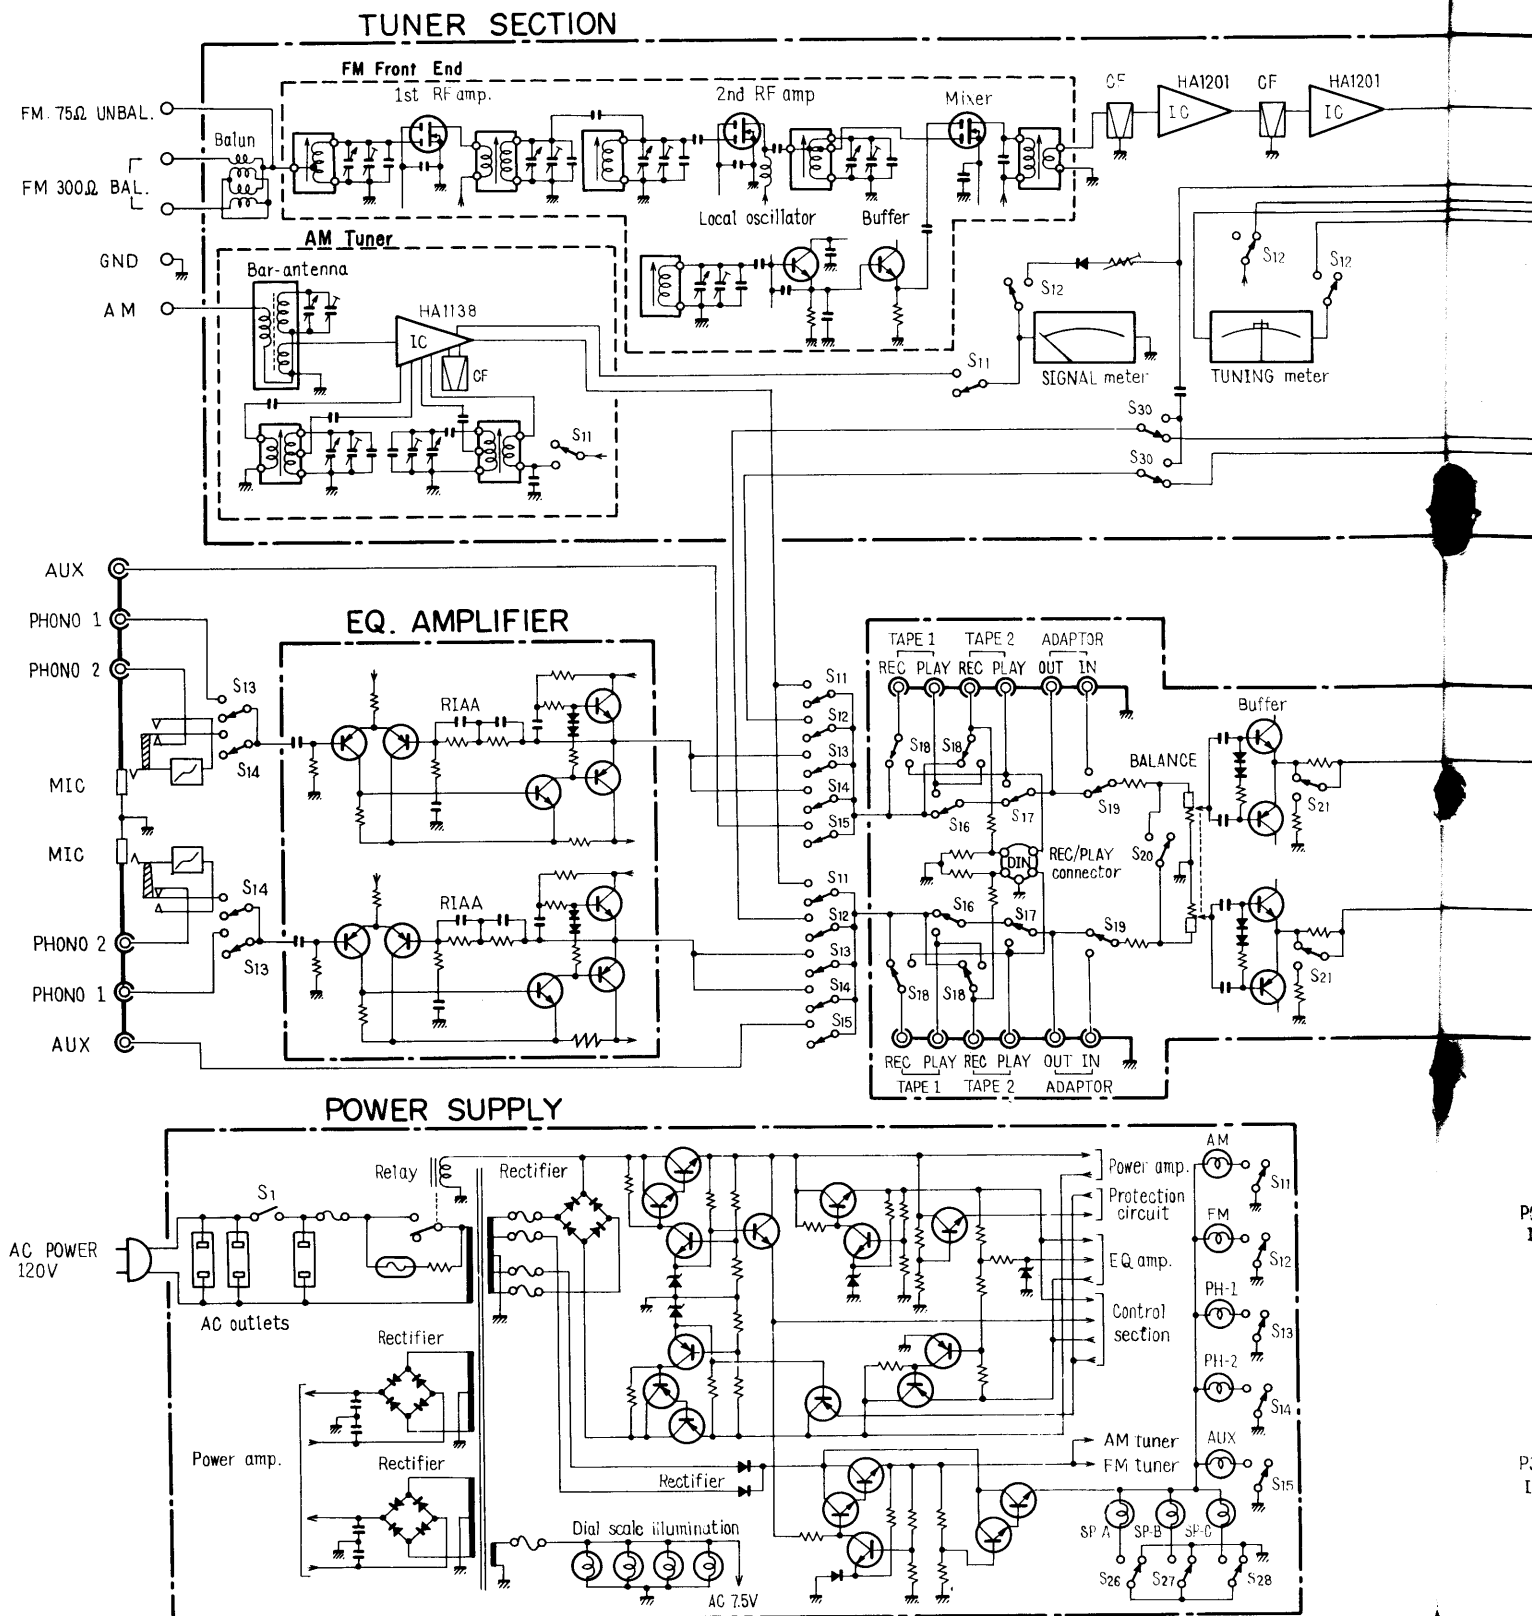 TUNER SECTION
FM Front End
1st RF amp.
2nd RF amp
Mixer
CF
HA1201
CF
HA1201
IC
IC
FM 75Ω UNBAL.
Balun
FM 300Ω BAL.
Local oscillator
Buffer
AM Tuner
GND
Bar-antenna
AM
HA1138
IC
CF
S11
S12
S12
S12
S11
SIGNAL meter
TUNING meter
S30
S30
AUX
PHONO 1
PHONO 2
MIC
MIC
PHONO 2
PHONO 1
AUX
S13
S14
S14
S13
EQ. AMPLIFIER
RIAA
RIAA
S11
S12
S13
S14
S15
S11
S12
S13
S14
S15
TAPE 1
TAPE 2
ADAPTOR
REC PLAY
REC PLAY
OUT IN
S18
S18
S16
S17
S19
BALANCE
Buffer
S21
S20
DIN
REC/PLAY
connector
S16
S17
S19
S18
S18
S21
REC PLAY
REC PLAY
OUT IN
TAPE 1
TAPE 2
ADAPTOR
POWER SUPPLY
Relay
Rectifier
S1
AC POWER
120V
AC outlets
Rectifier
Power amp.
Rectifier
Rectifier
Dial scale illumination
AC 7.5V
Power amp.
Protection
circuit
EQ amp.
Control
section
AM tuner
FM tuner
AM
S11
FM
S12
PH-1
S13
PH-2
S14
AUX
S15
SP-A
SP-B
SP-C
S26
S27
S28